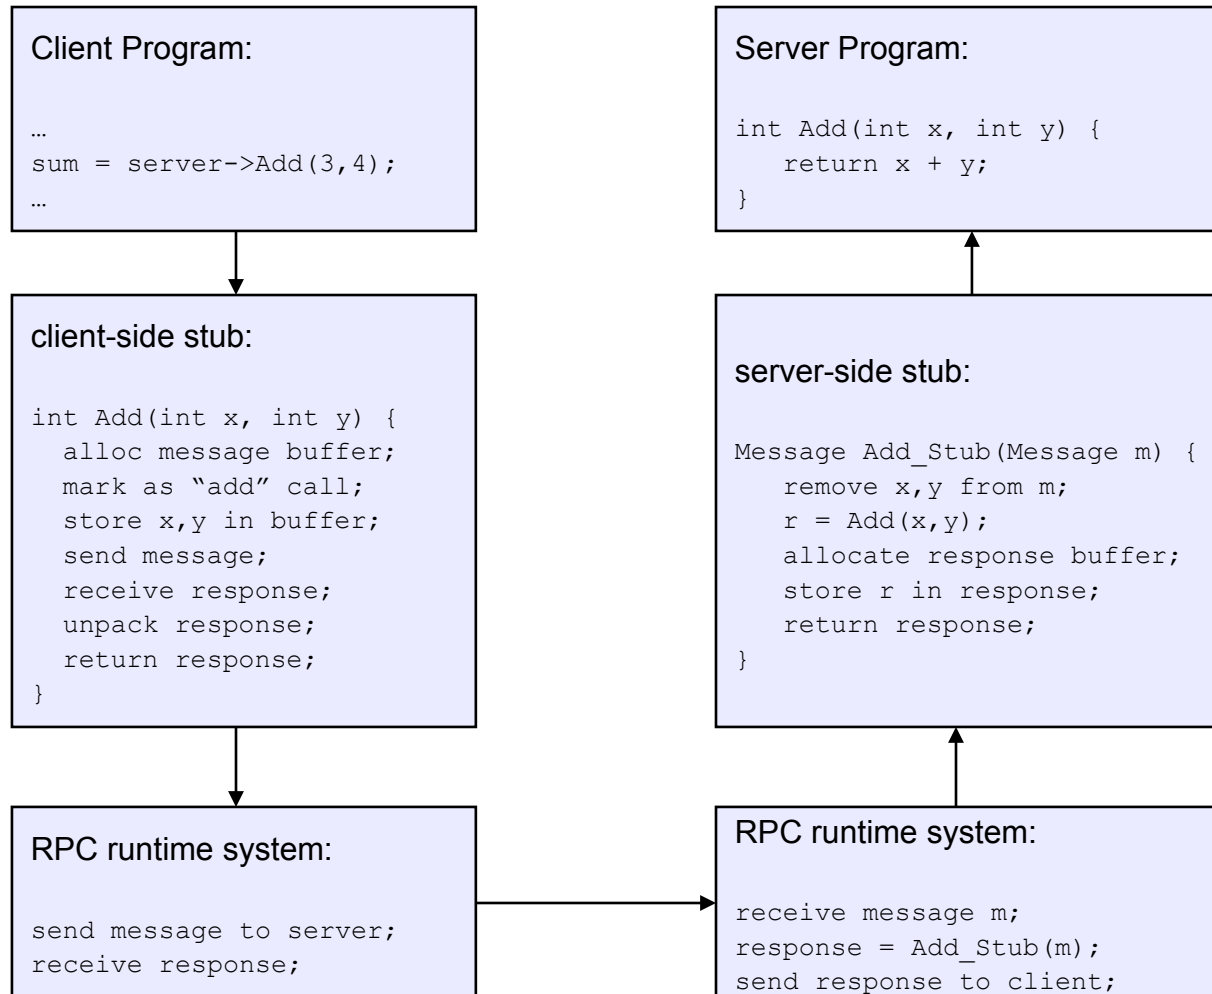 Client Program:
…
sum = server->Add(3,4);
…
client-side stub:
int Add(int x, int y) {
  alloc message buffer;
  mark as “add” call;
  store x,y in buffer;
  send message;
  receive response;
  unpack response;
  return response;
}
RPC runtime system:
send message to server;
receive response;
Server Program:
int Add(int x, int y) {
   return x + y;
}
server-side stub:
Message Add_Stub(Message m) {
   remove x,y from m;
   r = Add(x,y);
   allocate response buffer;
   store r in response;
   return response;
}
RPC runtime system:
receive message m;
response = Add_Stub(m);
send response to client;